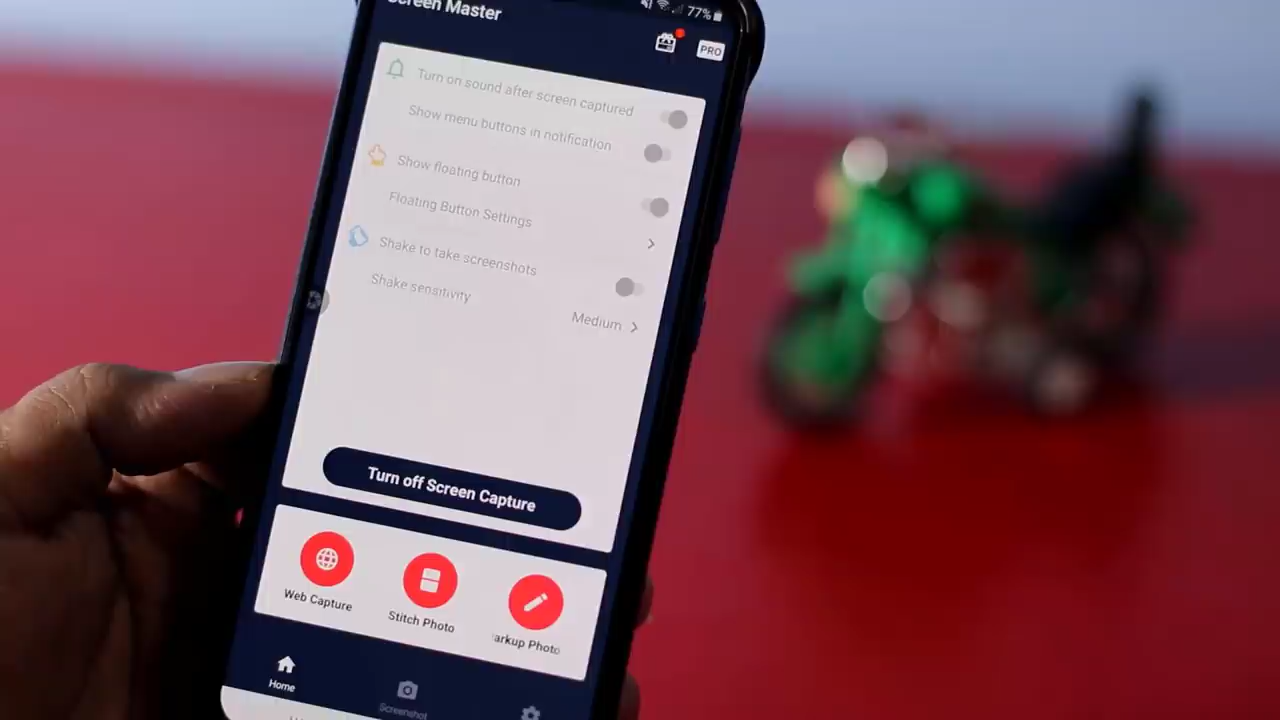 Screen Master
77%
PRO
Turn on sound after screen captured
Show menu buttons in notification
Show floating button
Floating Button Settings
Shake to take screenshots
Shake sensitivity
Medium
Turn off Screen Capture
Web Capture
Stitch Photo
arkup Photo
Home
Screenshot